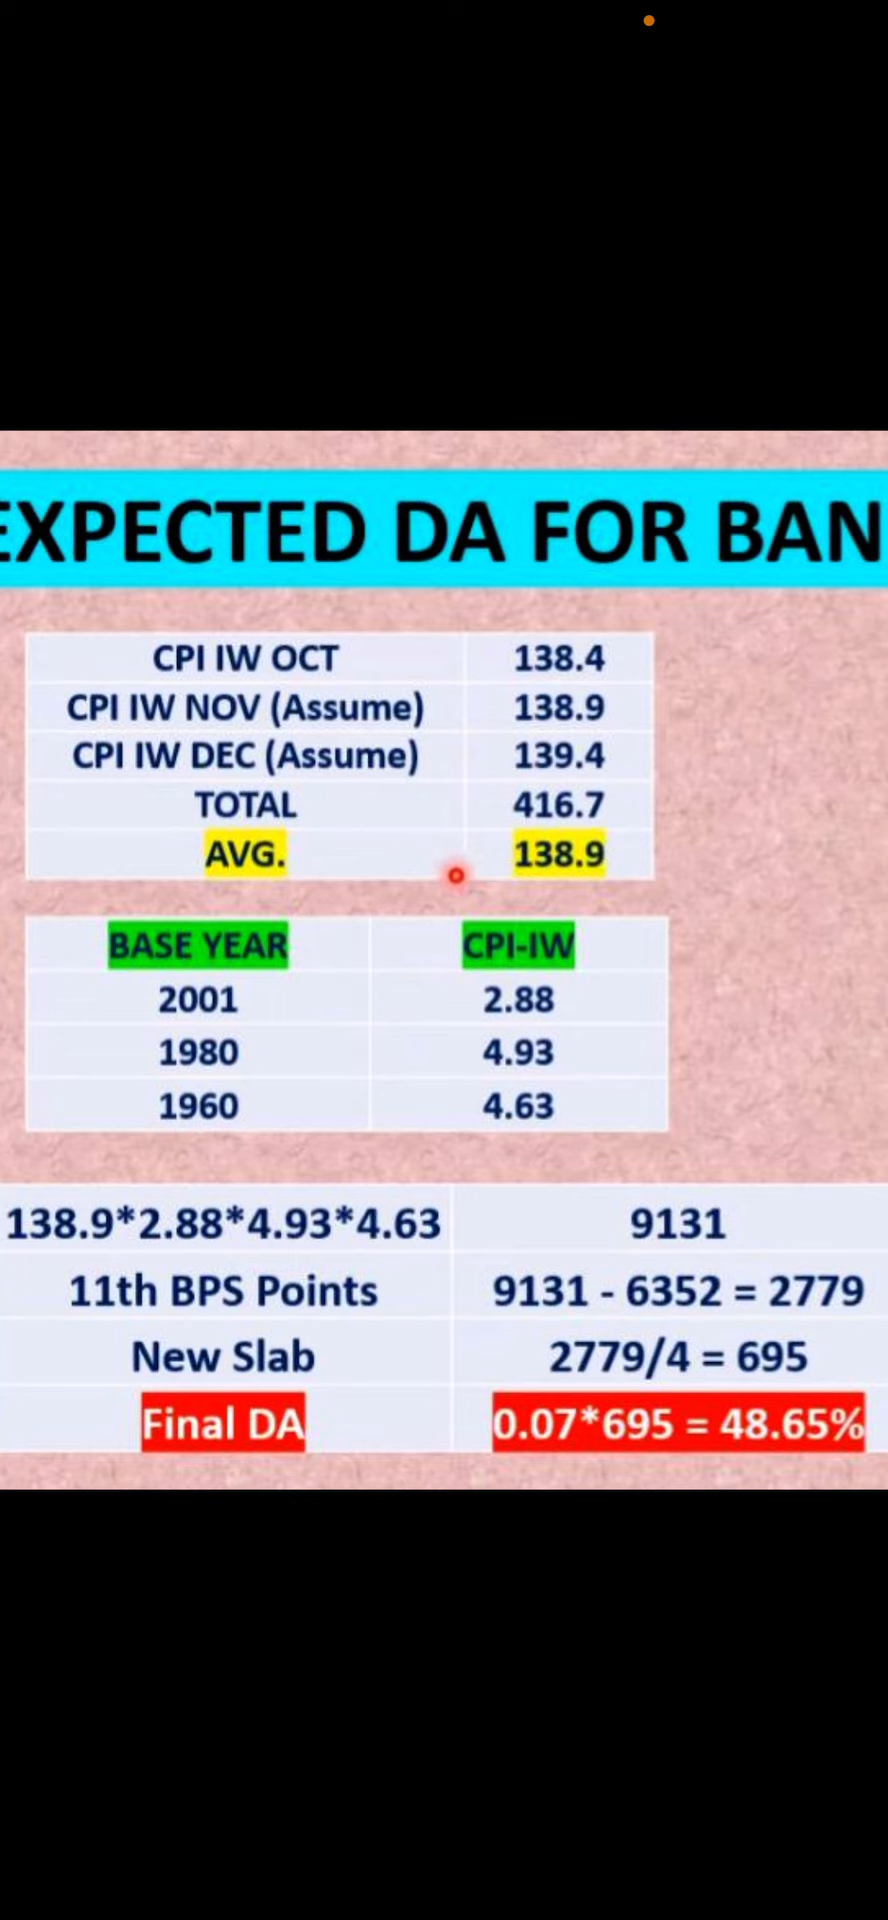 EXPECTED DA FOR BAN
CPI IW OCT 138.4
CPI IW NOV (Assume) 138.9
CPI IW DEC (Assume) 139.4
TOTAL 416.7
AVG. 138.9
BASE YEAR CPI-IW
2001 2.88
1980 4.93
1960 4.63
138.9*2.88*4.93*4.63 9131
11th BPS Points 9131 - 6352 = 2779
New Slab 2779/4 = 695
Final DA 0.07*695 = 48.65%